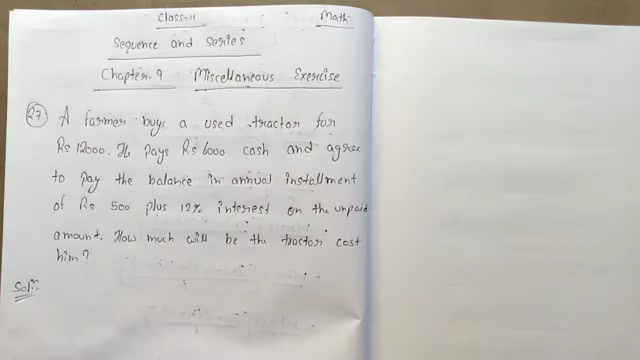 Class-11 Math
Sequence and Series
Chapter-9 Miscellaneous Exercise
27 A farmer buys a used tractor for
Rs 12000. He pays Rs 6000 cash and agree
to pay the balance in annual installment
of Rs 500 plus 12% interest on the unpaid
amount. How much will be the tractor cost
him?
Sol:-